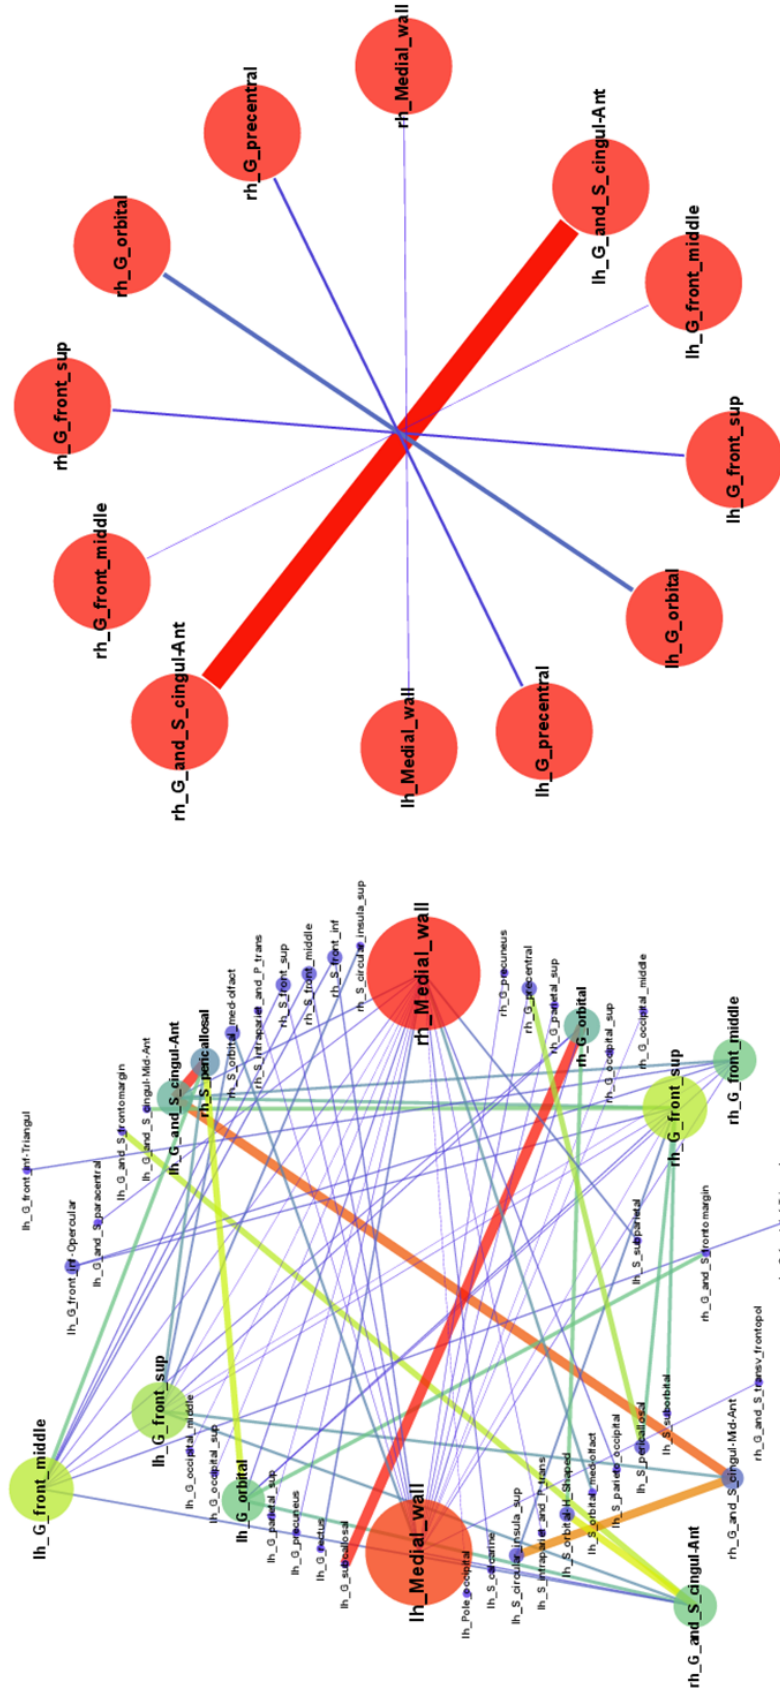 rh_Medial_wall
rh_G_precentral
lh_G_and_S_cingul-Ant
rh_G_orbital
lh_G_front_middle
rh_G_front_sup
lh_G_front_sup
rh_G_front_middle
lh_G_orbital
rh_G_and_S_cingul-Ant
lh_Medial_wall
lh_G_precentral
lh_G_front_inf-Triangul
lh_G_front_inf-Opercular
lh_G_and_S_paracentral
lh_G_and_S_frontomargin
lh_G_and_S_cingul-Mid-Ant
lh_G_and_S_cingul-Ant
rh_S_pericallosal
rh_S_orbital_med-olfact
rh_S_intrapariet_and_P_trans
rh_S_front_sup
rh_S_front_middle
rh_S_front_inf
rh_S_circular_insula_sup
rh_Medial_wall
rh_G_precuneus
rh_G_precentral
rh_G_parietal_sup
rh_G_orbital
rh_G_occipital_sup
rh_G_occipital_middle
rh_G_front_sup
rh_G_front_middle
lh_S_subparietal
rh_G_and_S_frontomargin
lh_G_front_middle
lh_G_front_sup
lh_G_occipital_middle
lh_G_occipital_sup
lh_G_orbital
lh_G_parietal_sup
lh_G_precuneus
lh_G_rectus
lh_G_subcallosal
lh_Medial_wall
lh_Pole_occipital
lh_S_calcarine
lh_S_circular_insula_sup
lh_S_intrapariet_and_P_trans
lh_S_orbital-H_Shaped
lh_S_orbital_med-olfact
lh_S_parieto_occipital
lh_S_pericallosal
lh_S_suborbital
rh_G_and_S_cingul-Ant
rh_G_and_S_cingul-Mid-Ant
rh_G_and_S_transv_frontopol